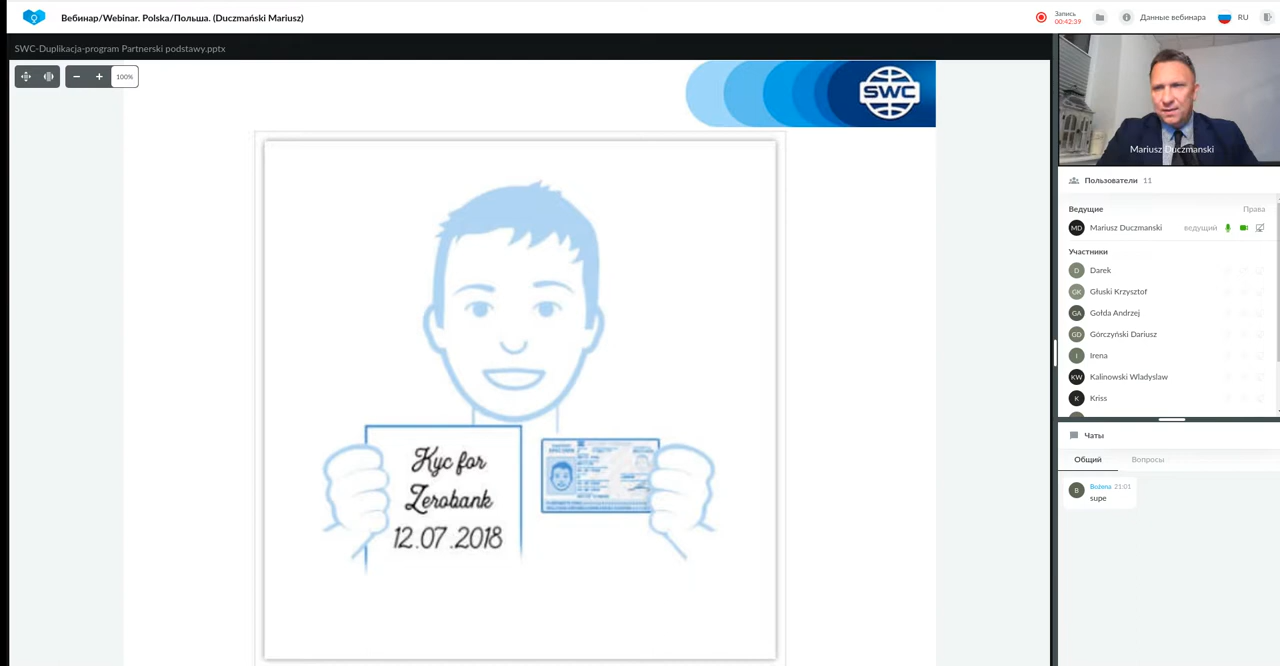 Вебинар/Webinar. Polska/Польша. (Duczmański Mariusz)
Запись
00:42:39
Данные вебинара
RU
SWC-Duplikacja-program Partnerski podstawy.pptx
100%
SWC
Kyc for
Zerobank
12.07.2018
Mariusz Duczmanski
Пользователи 11
Ведущие Права
MD Mariusz Duczmanski ведущий
Участники
D Darek
GK Głuski Krzysztof
GA Gołda Andrzej
GD Górczyński Dariusz
I Irena
KW Kalinowski Wladyslaw
K Kriss
Чаты
Общий Вопросы
B Bożena 21:01
supe